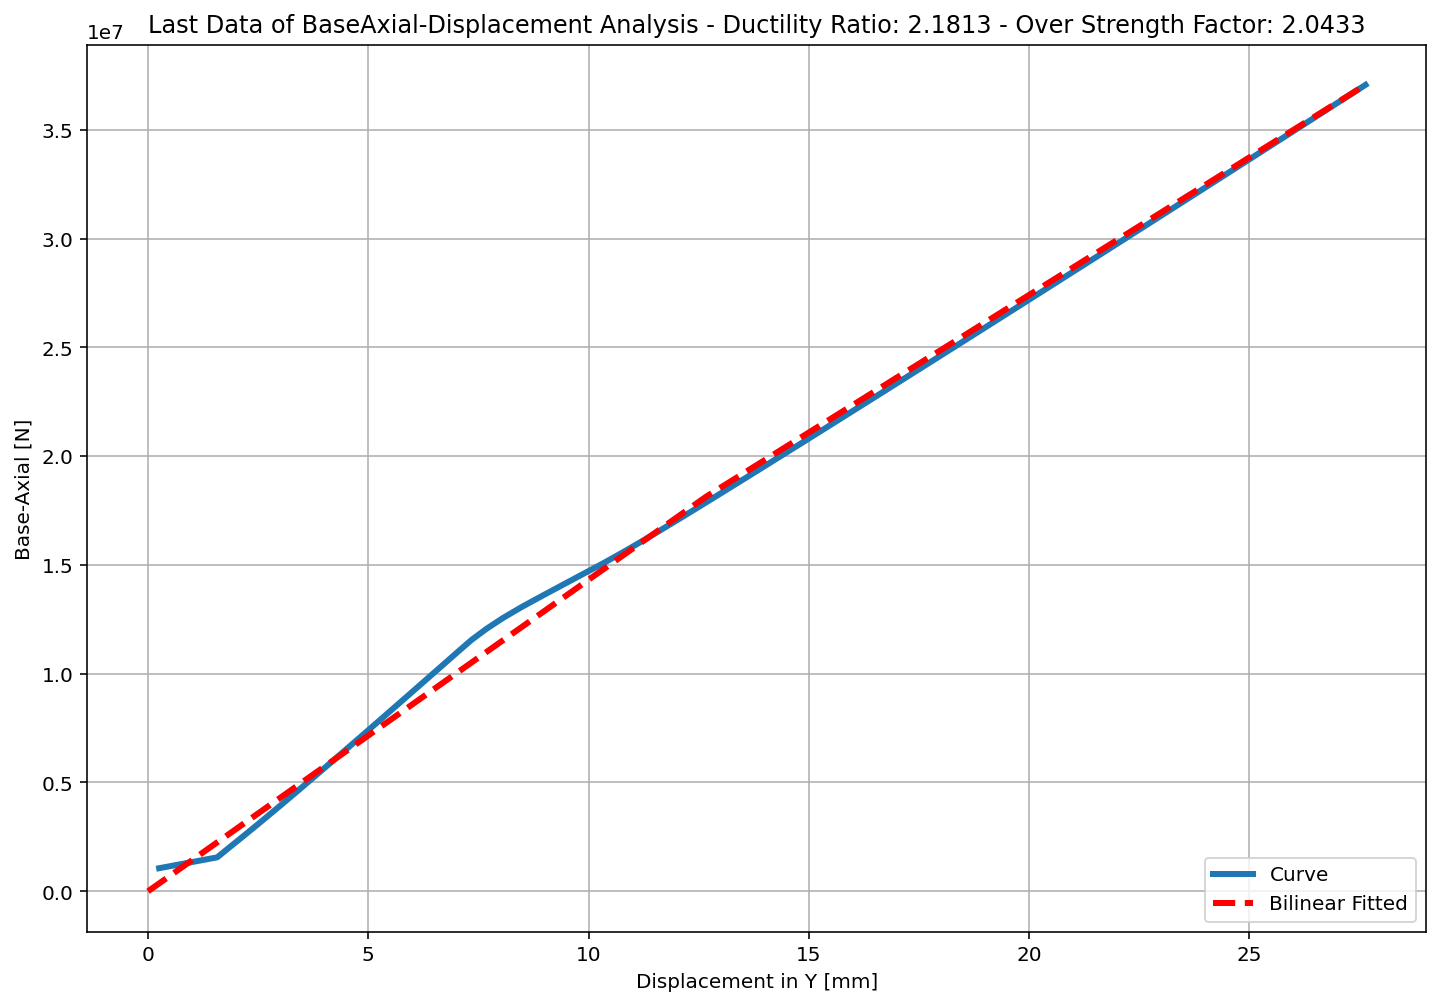 Last Data of BaseAxial-Displacement Analysis - Ductility Ratio: 2.1813 - Over Strength Factor: 2.0433
1e7
3.5
3.0
2.5
2.0
1.5
1.0
0.5
0.0
Base-Axial [N]
Curve
Bilinear Fitted
0 5 10 15 20 25
Displacement in Y [mm]